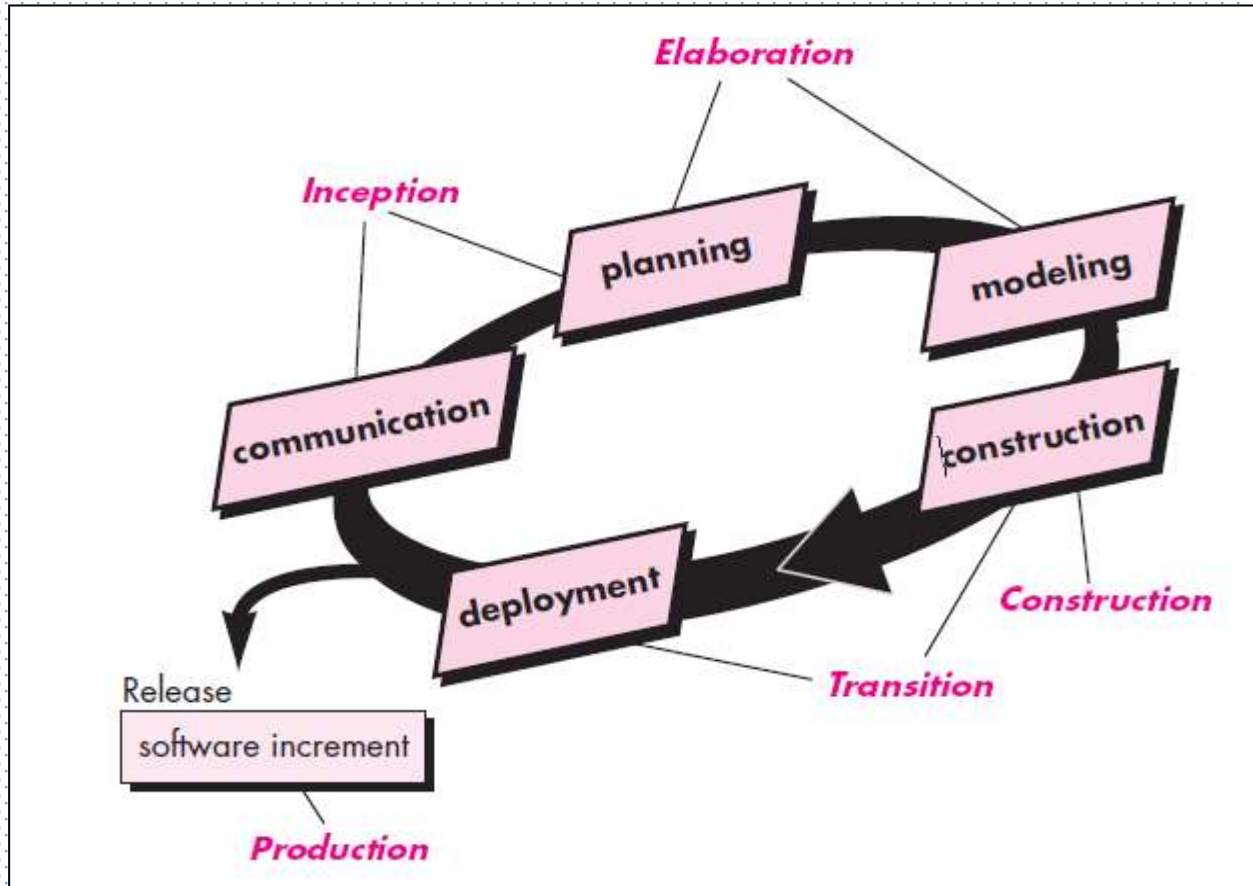 Elaboration
Inception
planning
modeling
communication
construction
deployment
Construction
Transition
Release
software increment
Production